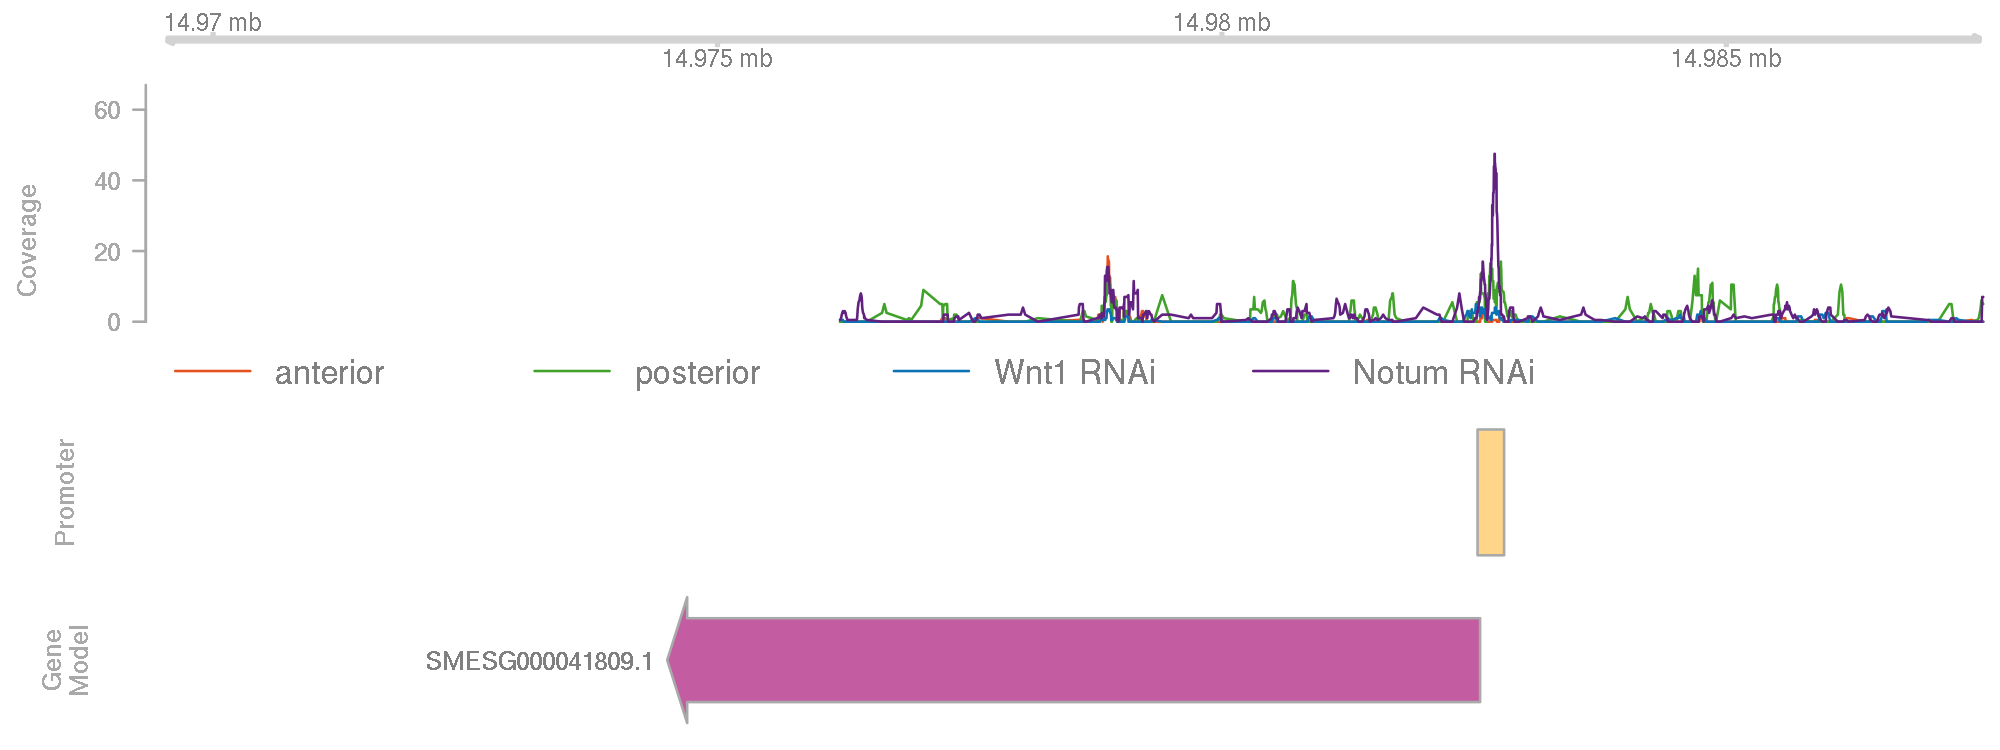 14.97 mb
14.98 mb
14.975 mb
14.985 mb
Coverage
60
40
20
0
anterior
posterior
Wnt1 RNAi
Notum RNAi
Promoter
Gene
Model
SMESG000041809.1